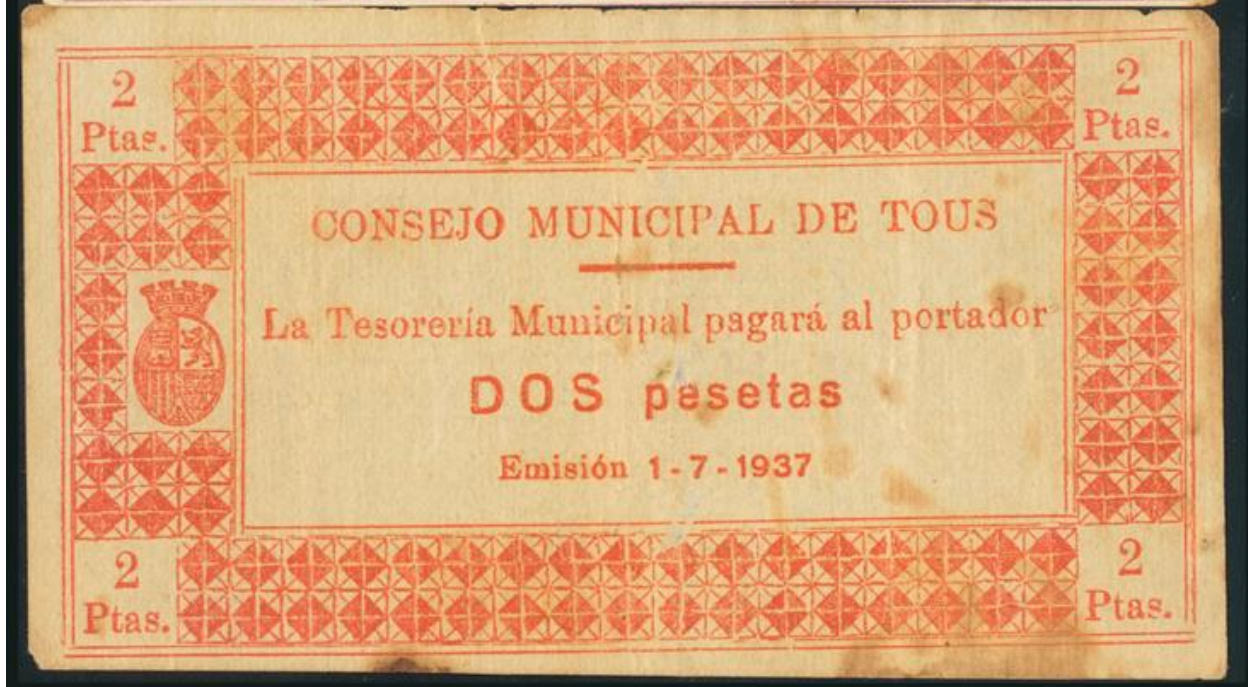 2 2
Ptas. Ptas.
CONSEJO MUNICIPAL DE TOUS
La Tesorería Municipal pagará al portador
DOS pesetas
Emisión 1-7-1937
2 2
Ptas. Ptas.